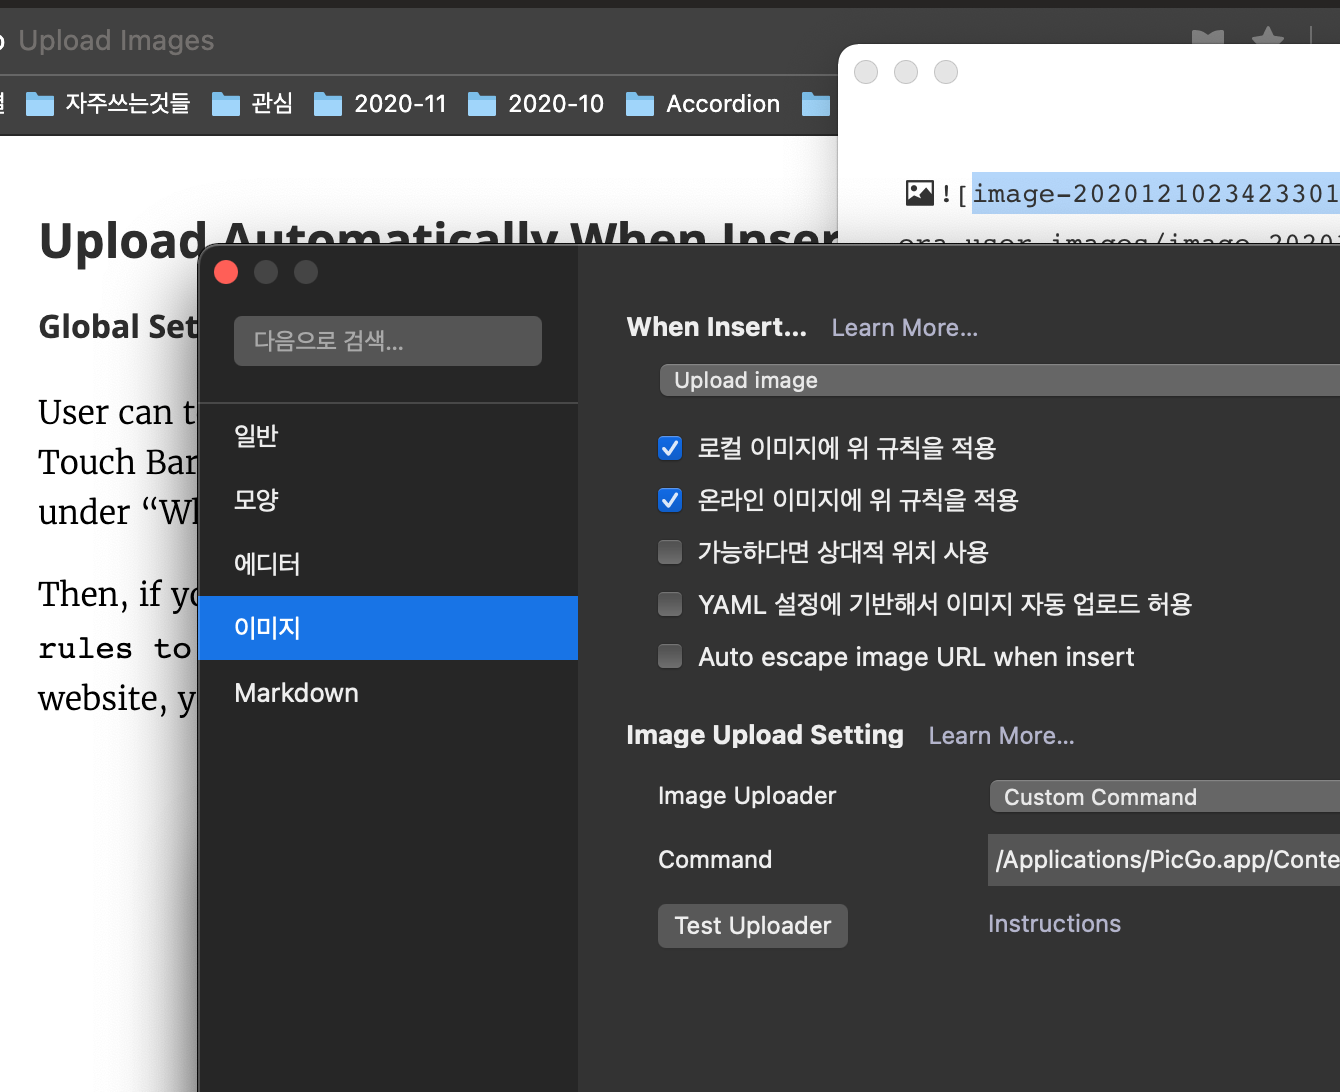 Upload Images
자주쓰는것들 관심 2020-11 2020-10 Accordion
![image-2020121023423301
Upload Automatically When Inser
Global Set
User can t
Touch Bar
under “Wh
Then, if yo
rules to
website, y
다음으로 검색...
일반
모양
에디터
이미지
Markdown
When Insert... Learn More...
Upload image
로컬 이미지에 위 규칙을 적용
온라인 이미지에 위 규칙을 적용
가능하다면 상대적 위치 사용
YAML 설정에 기반해서 이미지 자동 업로드 허용
Auto escape image URL when insert
Image Upload Setting Learn More...
Image Uploader Custom Command
Command /Applications/PicGo.app/Conte
Test Uploader Instructions